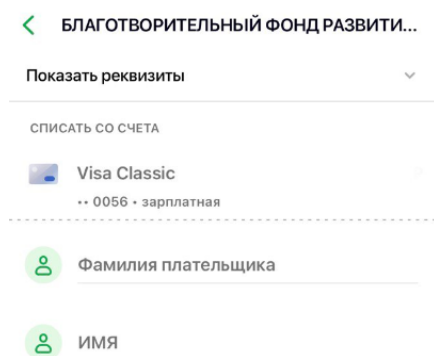 БЛАГОТВОРИТЕЛЬНЫЙ ФОНД РАЗВИТИ...
Показать реквизиты
СПИСАТЬ СО СЧЕТА
Visa Classic
•• 0056 • зарплатная
Фамилия плательщика
ИМЯ